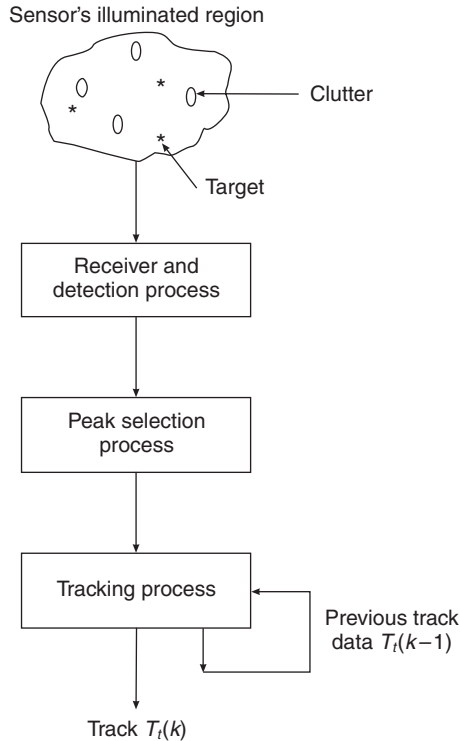 Sensor's illuminated region
Clutter
Target
Receiver and
detection process
Peak selection
process
Tracking process
Previous track
data Tₜ(k−1)
Track Tₜ(k)